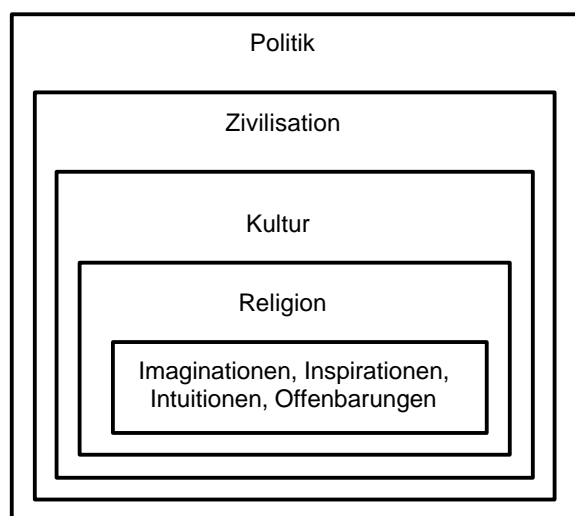 Politik
Zivilisation
Kultur
Religion
Imaginationen, Inspirationen,
Intuitionen, Offenbarungen